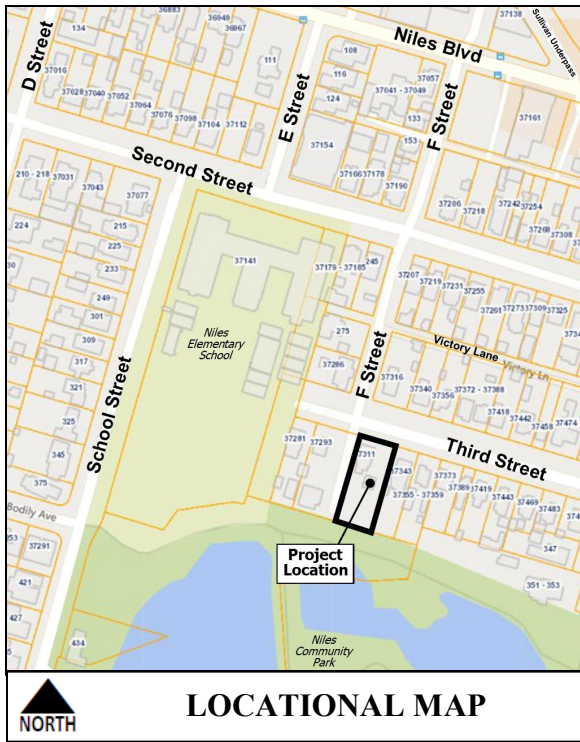 36883
36949
36967
37138
Sullivan Underpass
134
Niles Blvd
D Street
37016
111
E Street
108
116
124
37057
37041 - 37049
F Street
133
153
37161
37028
37040
37052
37064
37076
37098
37104
37112
37154
37166
37178
37190
Second Street
210 - 218
37031
37043
37077
37206
37218
37242
37254
37268
37308
224
215
225
233
37141
37179 - 37185
245
37207
37219
37231
37255
37261
37273
37309
37325
249
301
309
317
321
Niles
Elementary
School
275
37286
F Street
Victory Lane
Victory Ln
37316
37340
37356
37372 - 37388
37418
37442
37458
37474
School Street
325
345
375
37281
37293
Third Street
37343
37355 - 37359
37373
37389
37419
37443
37469
37483
Bodily Ave
37291
421
427
434
347
351 - 353
Project
Location
Niles
Community
Park
NORTH
LOCATIONAL MAP